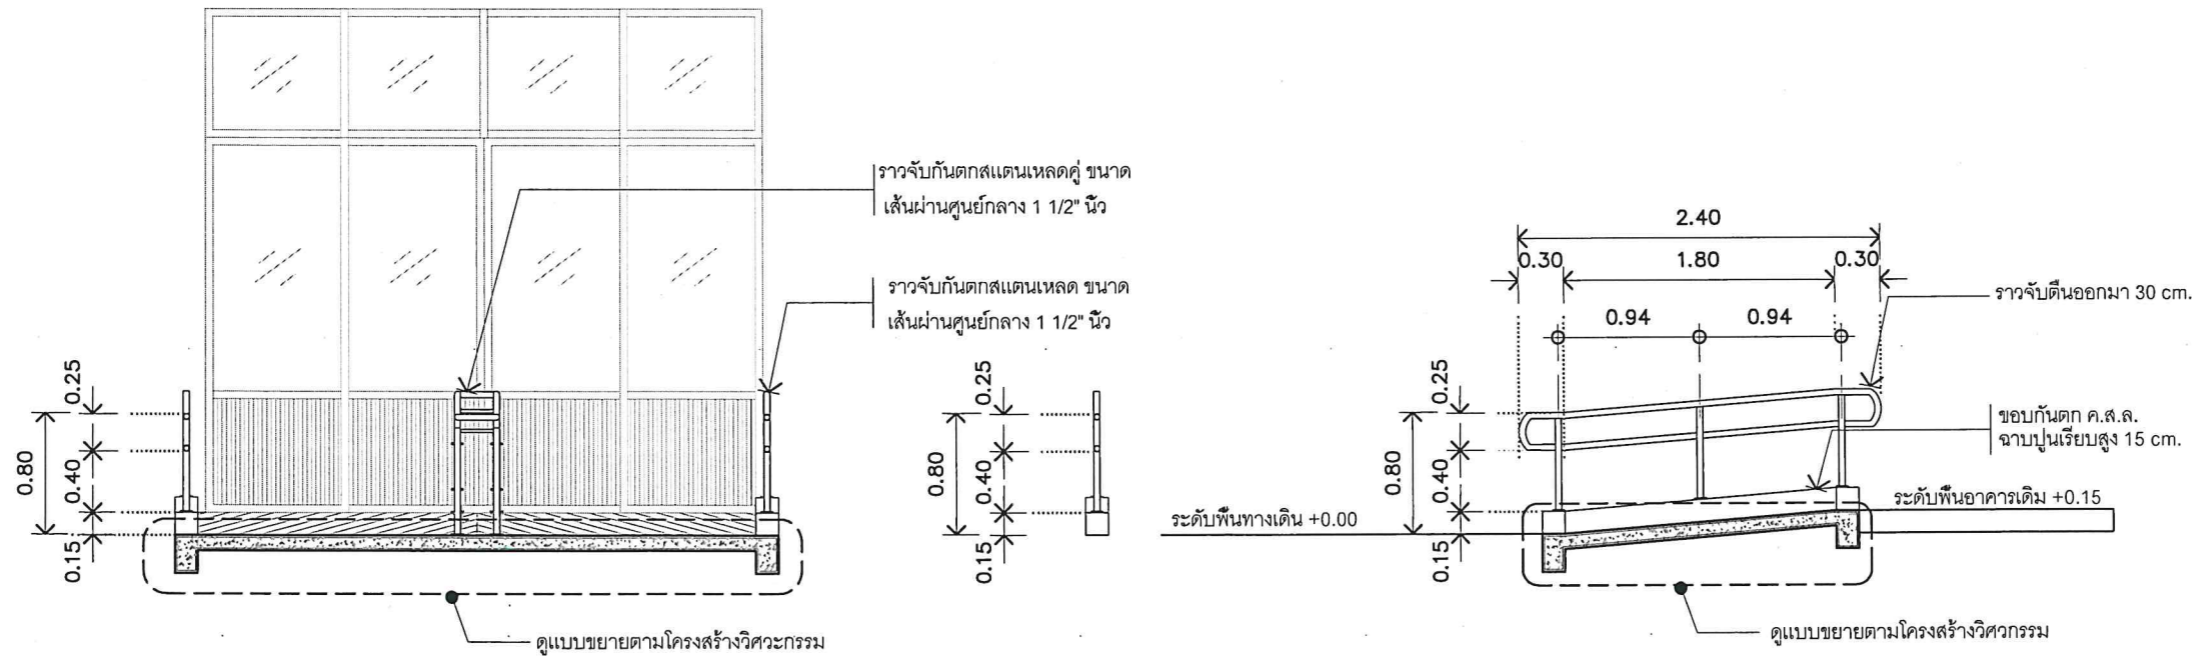 ราวจับกันตกสแตนเหลดคู่ ขนาด
เส้นผ่านศูนย์กลาง 1 1/2" นิ้ว
ราวจับกันตกสแตนเหลด ขนาด
เส้นผ่านศูนย์กลาง 1 1/2" นิ้ว
0.25
0.80
0.40
0.15
ดูแบบขยายตามโครงสร้างวิศวะกรรม
0.25
0.80
0.40
0.15
2.40
0.30
1.80
0.30
ราวจับตื่นออกมา 30 cm.
0.94
0.94
0.25
0.80
0.40
0.15
ขอบกันตก ค.ส.ล.
ฉาบปูนเรียบสูง 15 cm.
ระดับพื้นทางเดิน +0.00
ระดับพื้นอาคารเดิม +0.15
ดูแบบขยายตามโครงสร้างวิศวกรรม